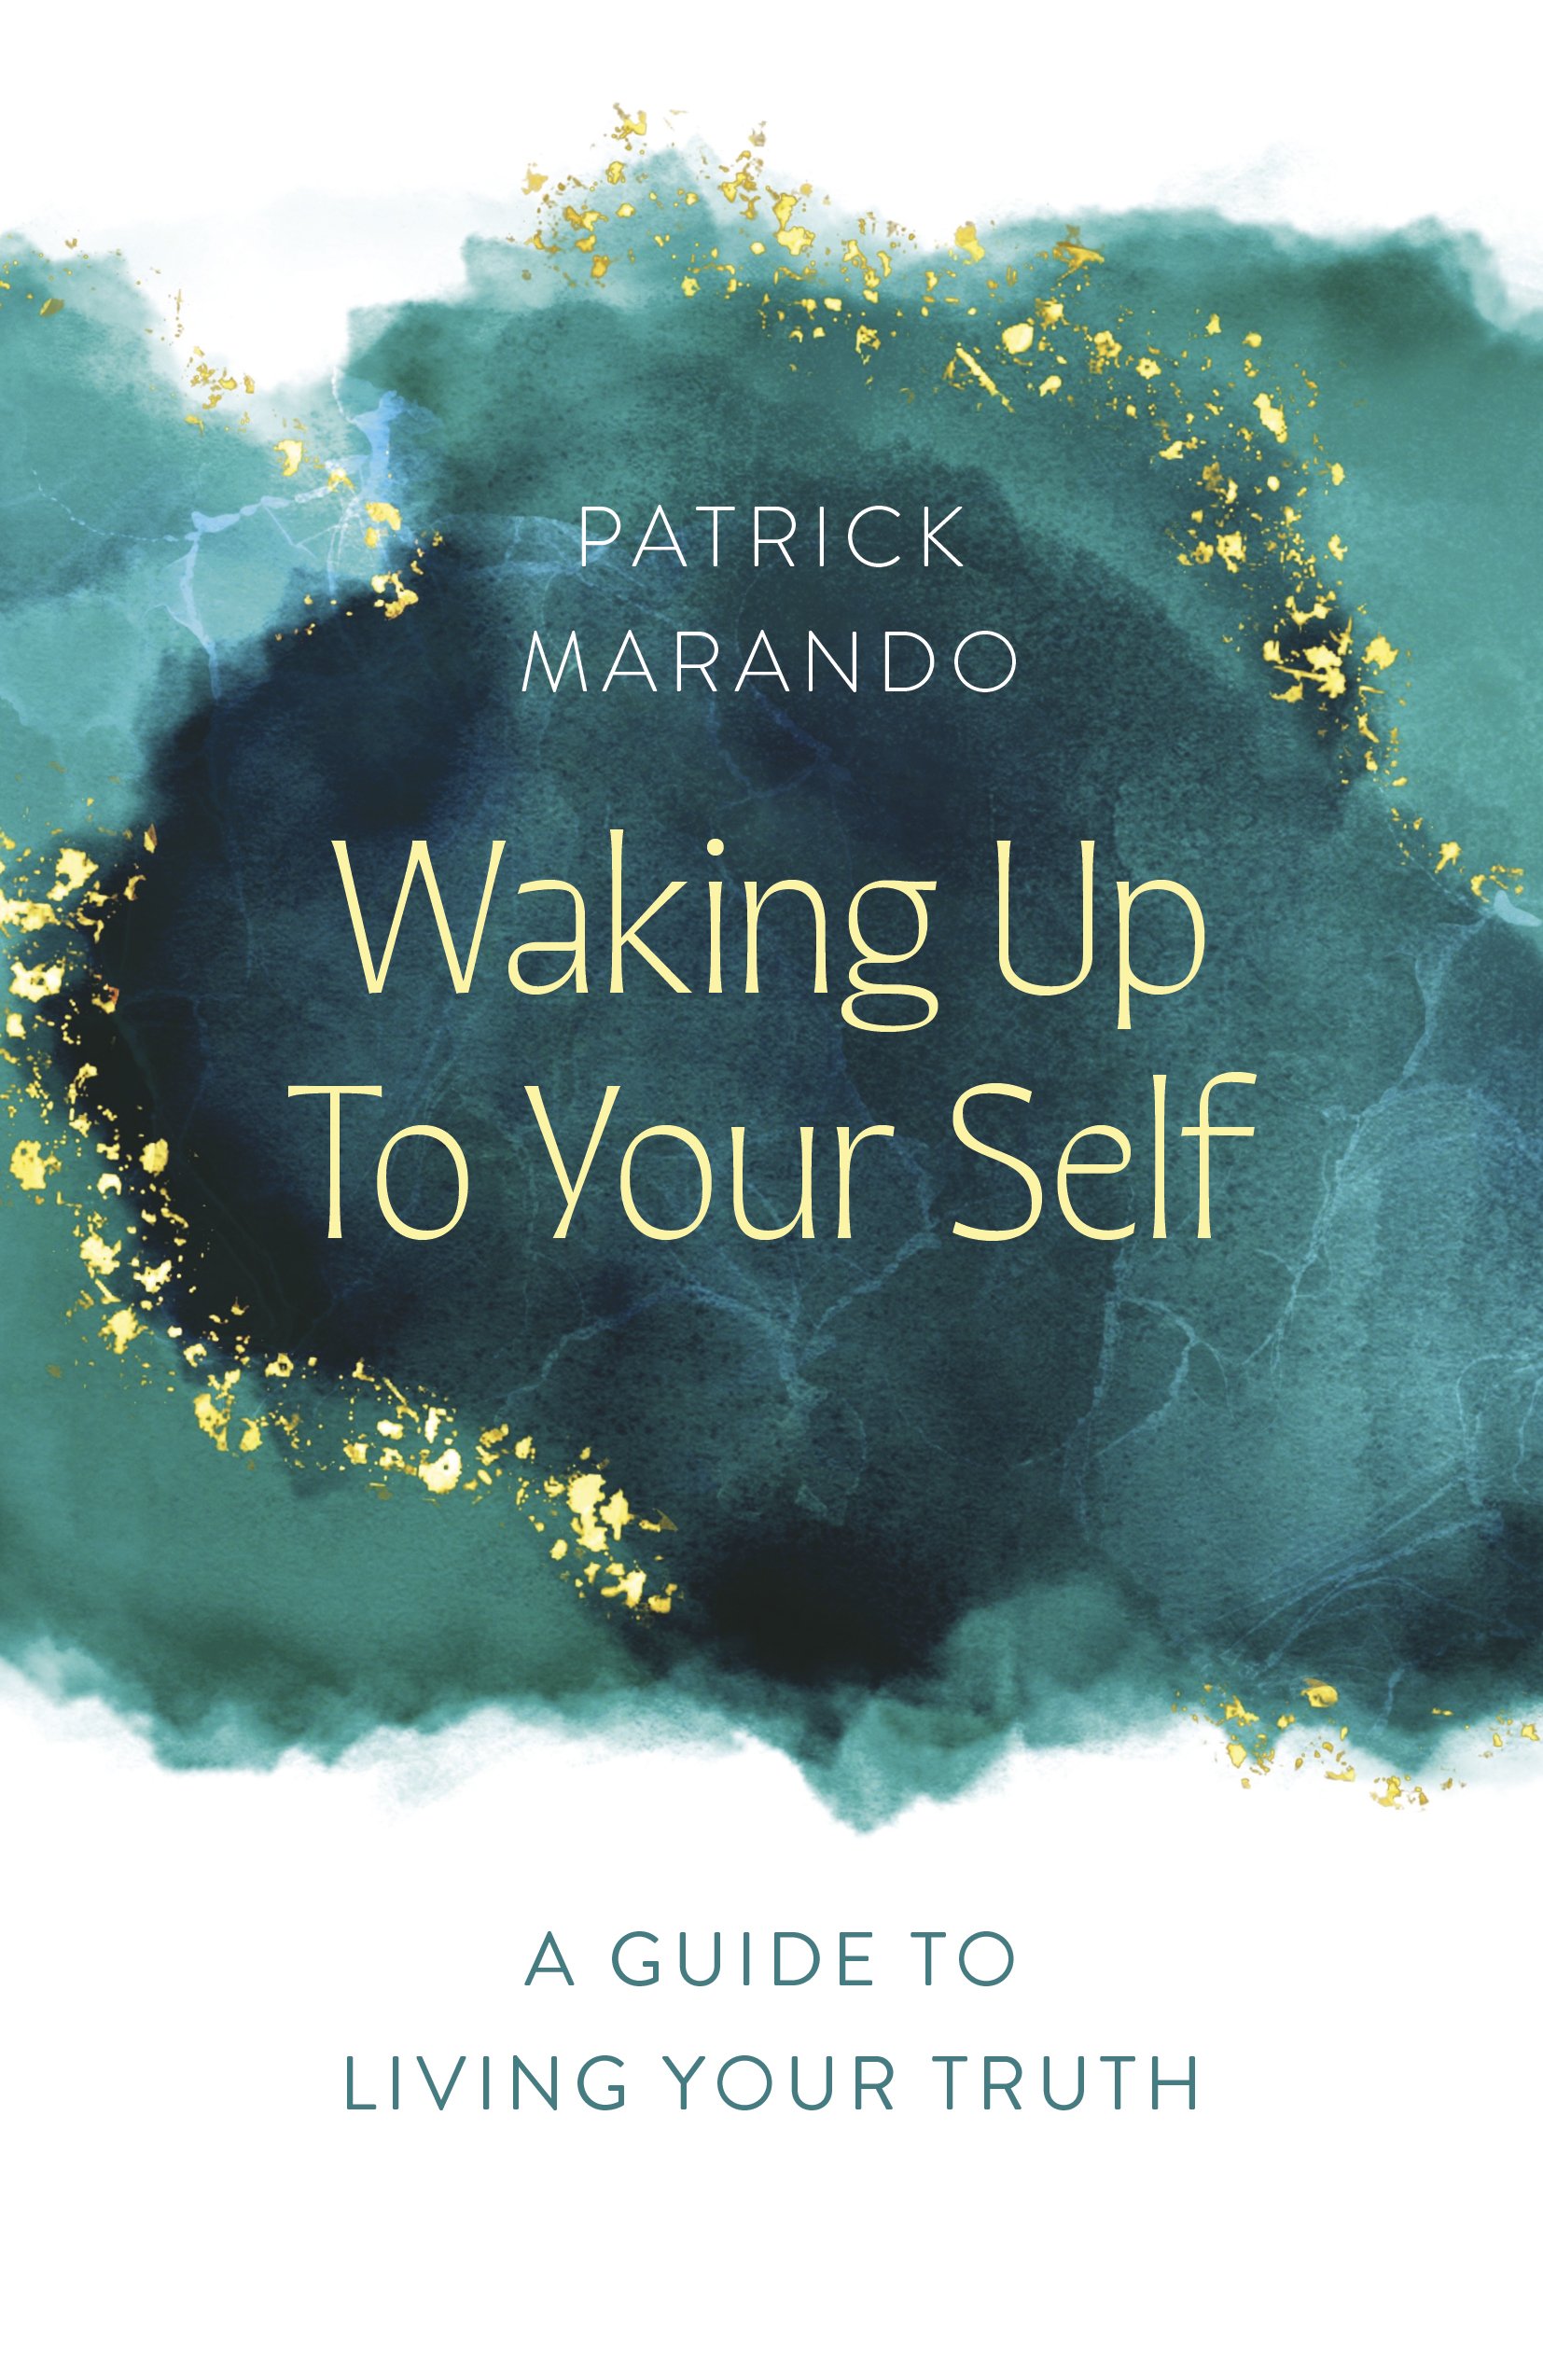 PATRICK
MARANDO
Waking Up
To Your Self
A GUIDE TO
LIVING YOUR TRUTH